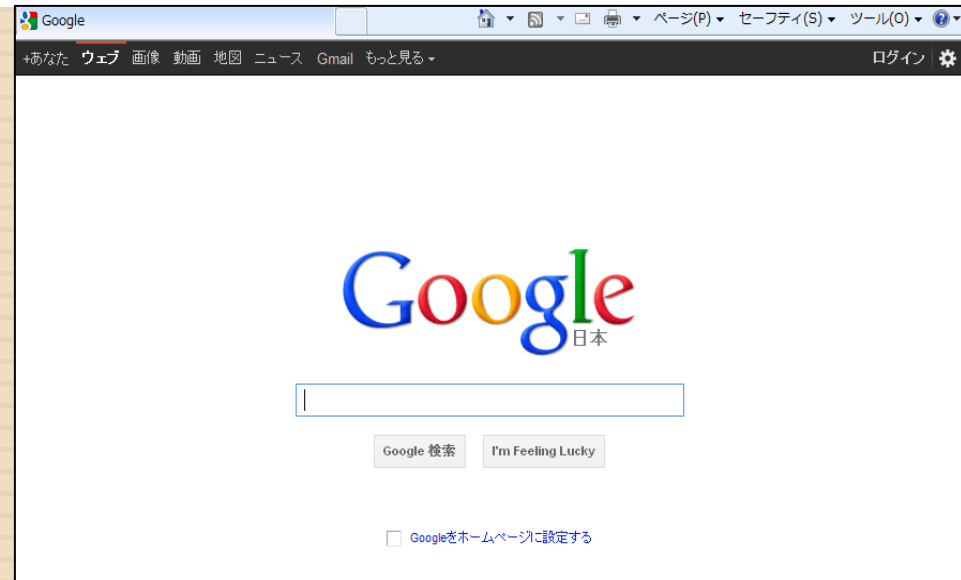 Google ページ(P) セーフティ(S) ツール(O)
+あなた ウェブ 画像 動画 地図 ニュース Gmail もっと見る ログイン
Google
日本
Google 検索 I'm Feeling Lucky
Googleをホームページに設定する